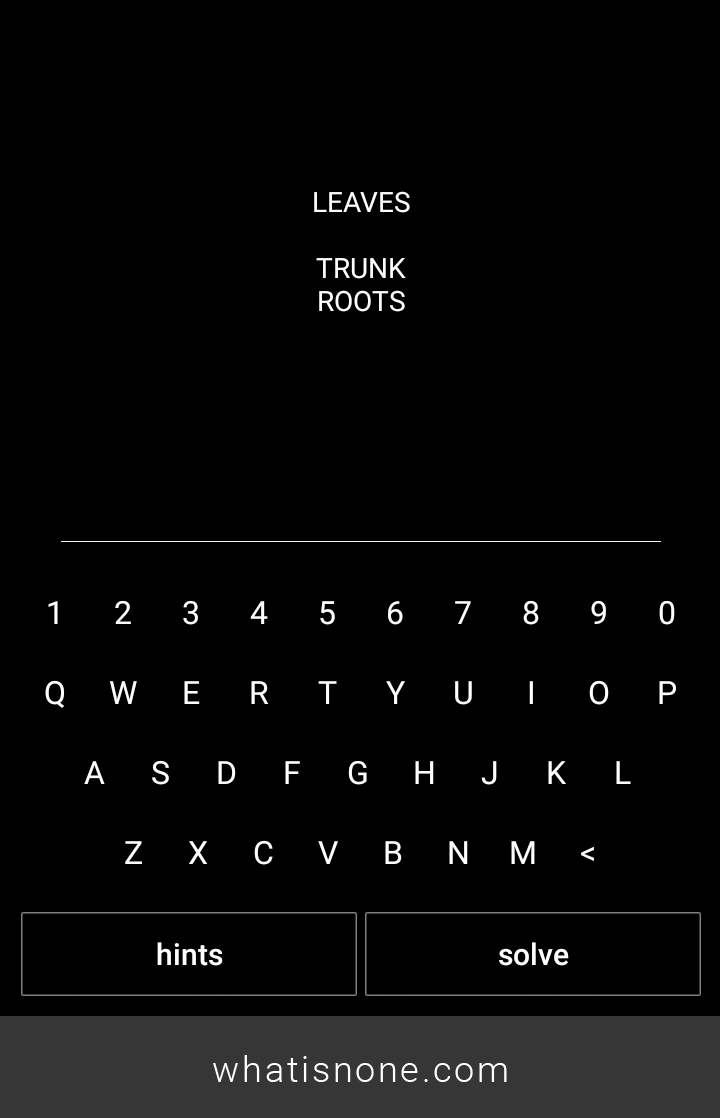 LEAVES
TRUNK
ROOTS
1 2 3 4 5 6 7 8 9 0
Q W E R T Y U I O P
A S D F G H J K L
Z X C V B N M <
hints solve
whatisnone.com